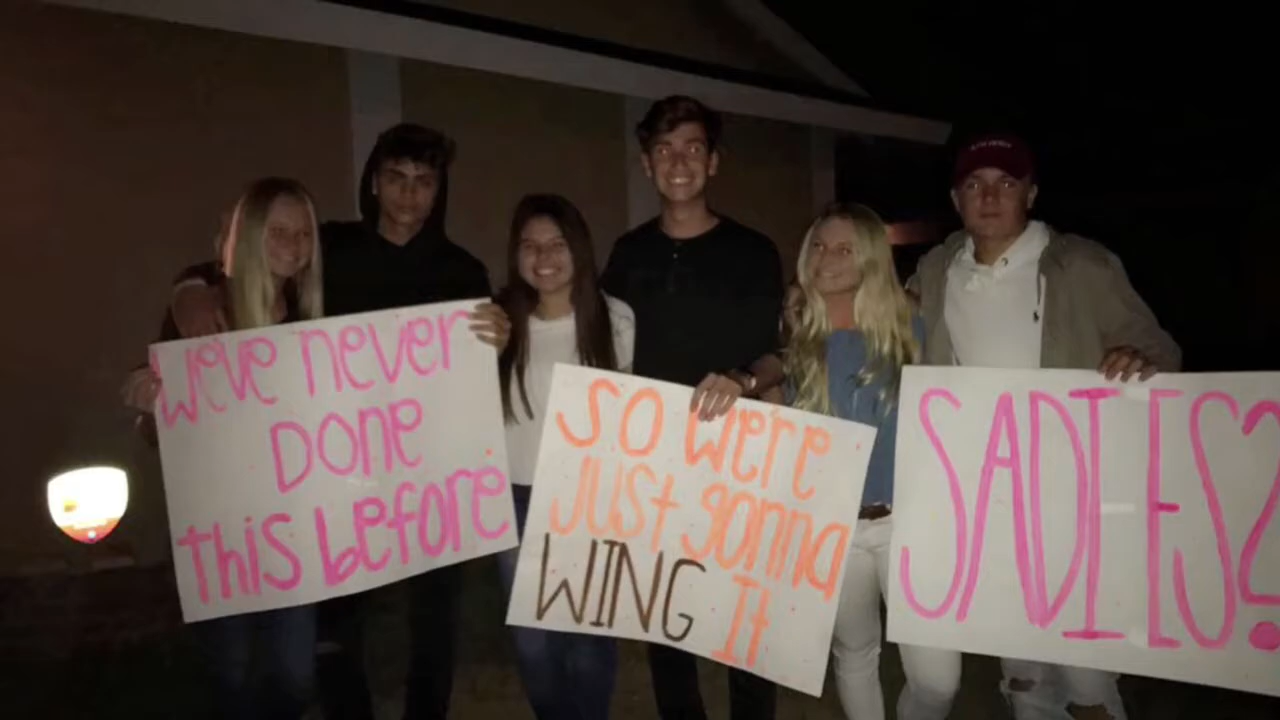 We've never
Done
this before
SO We're
JUSt gonna
WING It
SADIES?